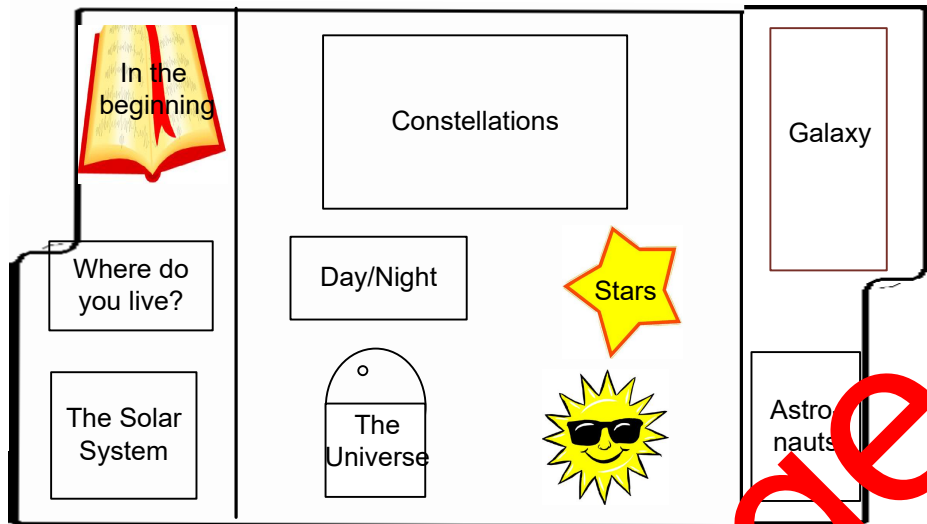 In the
beginning
Constellations
Galaxy
Where do
you live?
Day/Night
Stars
The Solar
System
The
Universe
Astro-
nauts